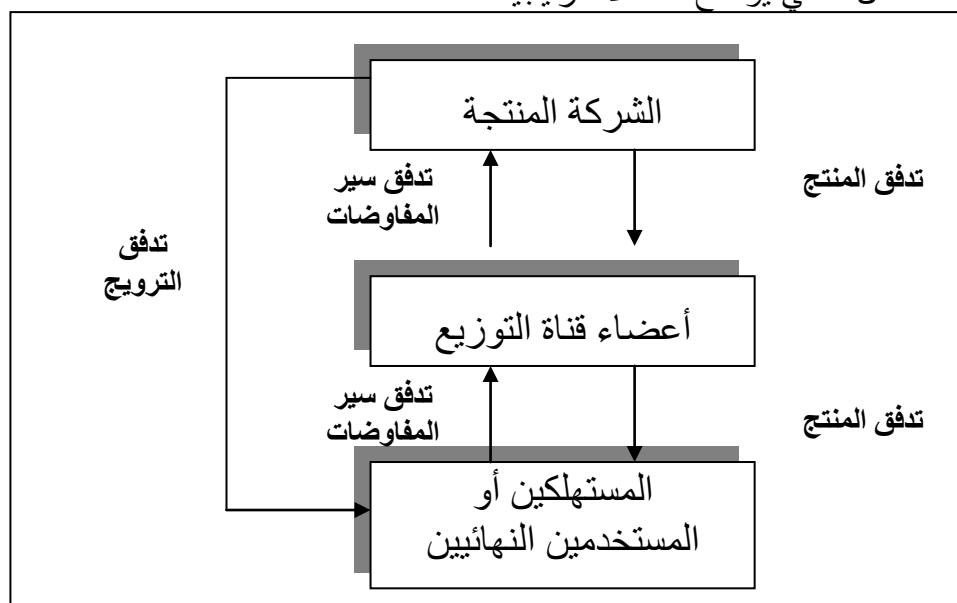 الشركة المنتجة
تدفق سير
المفاوضات
تدفق المنتج
تدفق
الترويج
أعضاء قناة التوزيع
تدفق سير
المفاوضات
تدفق المنتج
المستهلكين أو
المستخدمين النهائيين